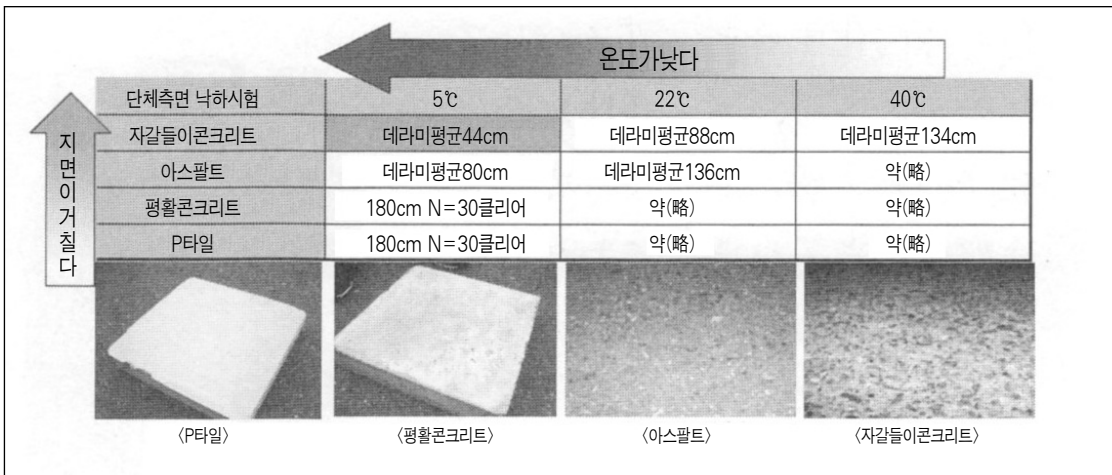 온도가낮다
단체측면 낙하시험 5℃ 22℃ 40℃
자갈들이콘크리트 데라미평균44cm 데라미평균88cm 데라미평균134cm
아스팔트 데라미평균80cm 데라미평균136cm 약(略)
평활콘크리트 180cm N=30클리어 약(略) 약(略)
P타일 180cm N=30클리어 약(略) 약(略)
지면이거칠다
〈P타일〉 〈평활콘크리트〉 〈아스팔트〉 〈자갈들이콘크리트〉